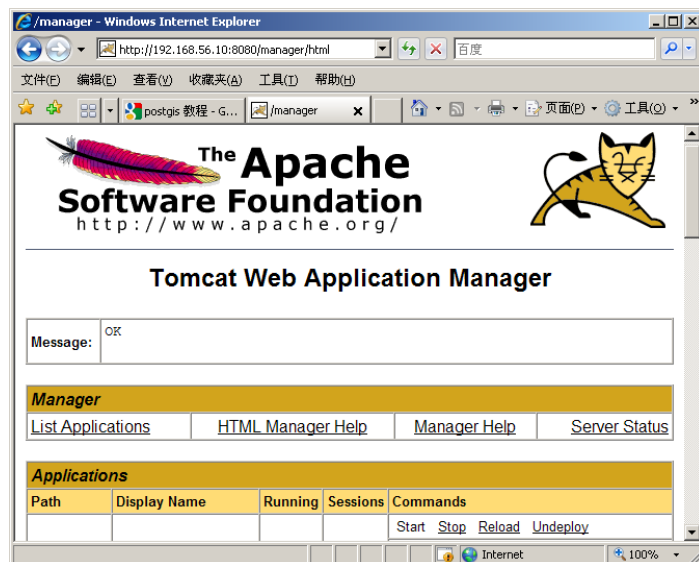 /manager - Windows Internet Explorer
http://192.168.56.10:8080/manager/html 百度
文件(F) 编辑(E) 查看(V) 收藏夹(A) 工具(T) 帮助(H)
postgis 教程 - G... /manager x 页面(P) 工具(O) »
The Apache
Software Foundation
http://www.apache.org/
Tomcat Web Application Manager
Message: OK
Manager
List Applications HTML Manager Help Manager Help Server Status
Applications
Path Display Name Running Sessions Commands
Start Stop Reload Undeploy
Internet 100%